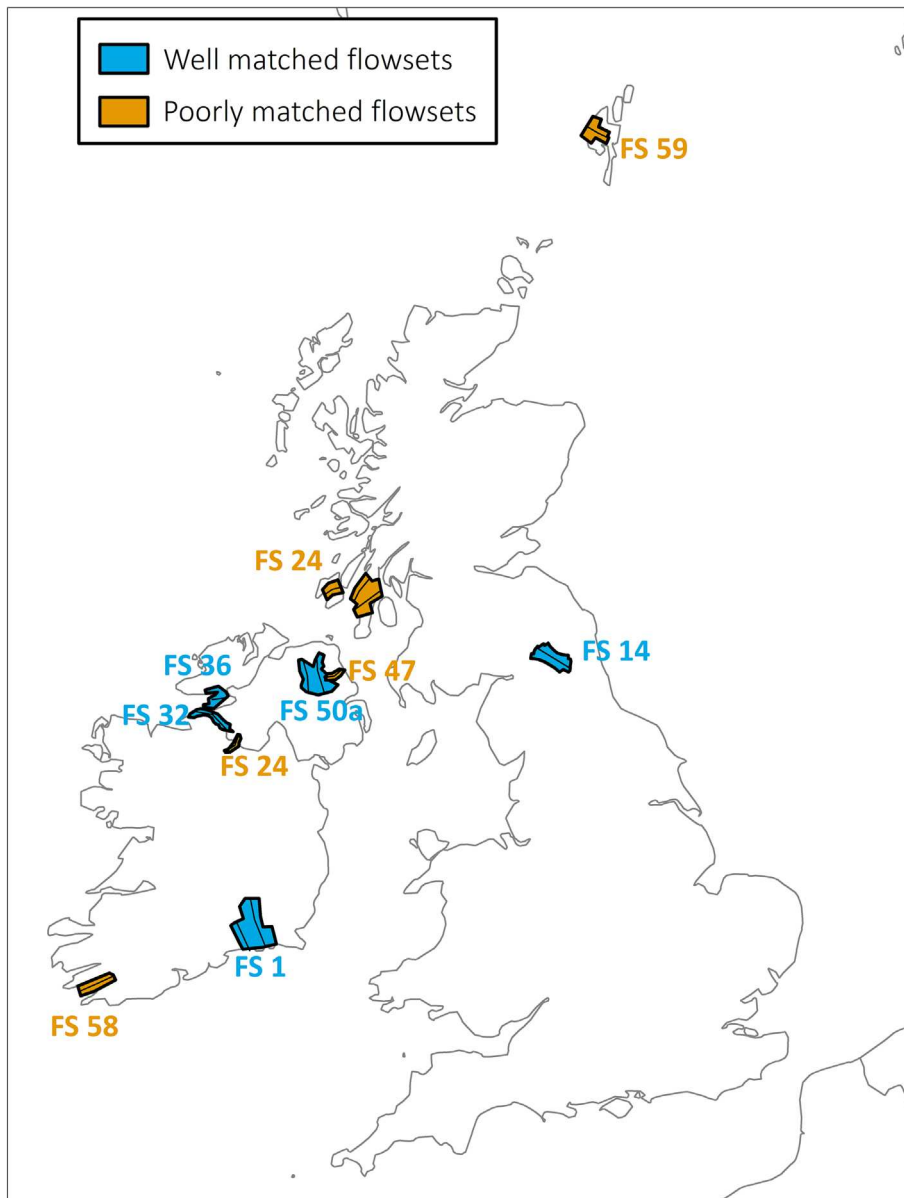 Well matched flowsets
Poorly matched flowsets
FS 59
FS 24
FS 14
FS 36
FS 47
FS 32
FS 50a
FS 24
FS 1
FS 58